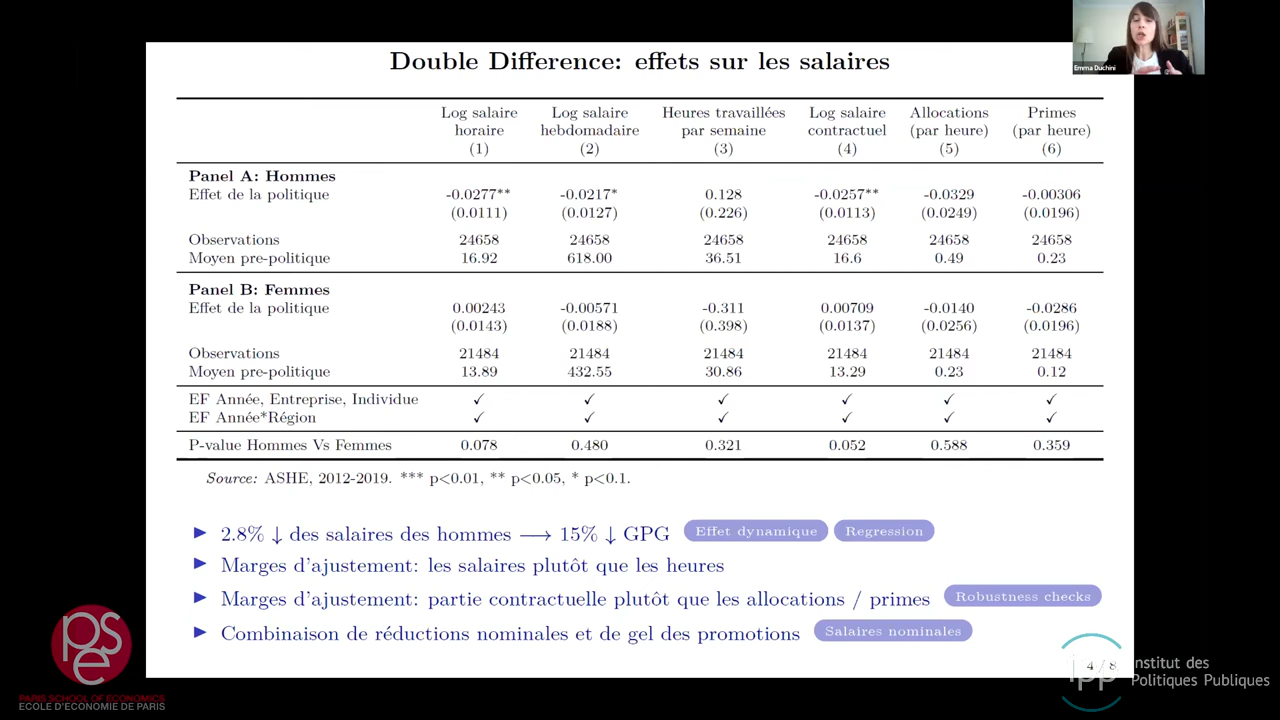 Double Difference: effets sur les salaires
Emma Duchini
Log salaire horaire (1) Log salaire hebdomadaire (2) Heures travaillées par semaine (3) Log salaire contractuel (4) Allocations (par heure) (5) Primes (par heure) (6)
Panel A: Hommes
Effet de la politique -0.0277** -0.0217* 0.128 -0.0257** -0.0329 -0.00306
(0.0111) (0.0127) (0.226) (0.0113) (0.0249) (0.0196)
Observations 24658 24658 24658 24658 24658 24658
Moyen pre-politique 16.92 618.00 36.51 16.6 0.49 0.23
Panel B: Femmes
Effet de la politique 0.00243 -0.00571 -0.311 0.00709 -0.0140 -0.0286
(0.0143) (0.0188) (0.398) (0.0137) (0.0256) (0.0196)
Observations 21484 21484 21484 21484 21484 21484
Moyen pre-politique 13.89 432.55 30.86 13.29 0.23 0.12
EF Année, Entreprise, Individue ✓ ✓ ✓ ✓ ✓ ✓
EF Année*Région ✓ ✓ ✓ ✓ ✓ ✓
P-value Hommes Vs Femmes 0.078 0.480 0.321 0.052 0.588 0.359
Source: ASHE, 2012-2019. *** p<0.01, ** p<0.05, * p<0.1.
2.8% ↓ des salaires des hommes → 15% ↓ GPG Effet dynamique Regression
Marges d'ajustement: les salaires plutôt que les heures
Marges d'ajustement: partie contractuelle plutôt que les allocations / primes Robustness checks
Combinaison de réductions nominales et de gel des promotions Salaires nominales
4 / 8
pse
PARIS SCHOOL OF ECONOMICS
ECOLE D'ECONOMIE DE PARIS
ipp
Institut des
Politiques Publiques